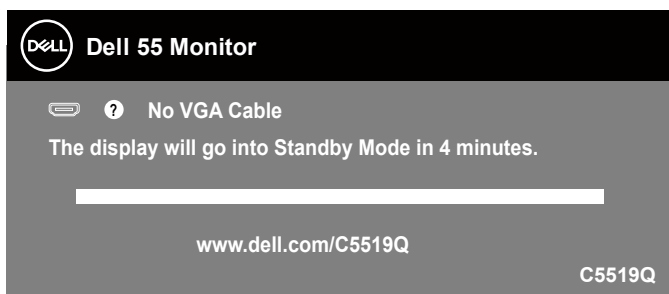 DELL Dell 55 Monitor
? No VGA Cable
The display will go into Standby Mode in 4 minutes.
www.dell.com/C5519Q
C5519Q